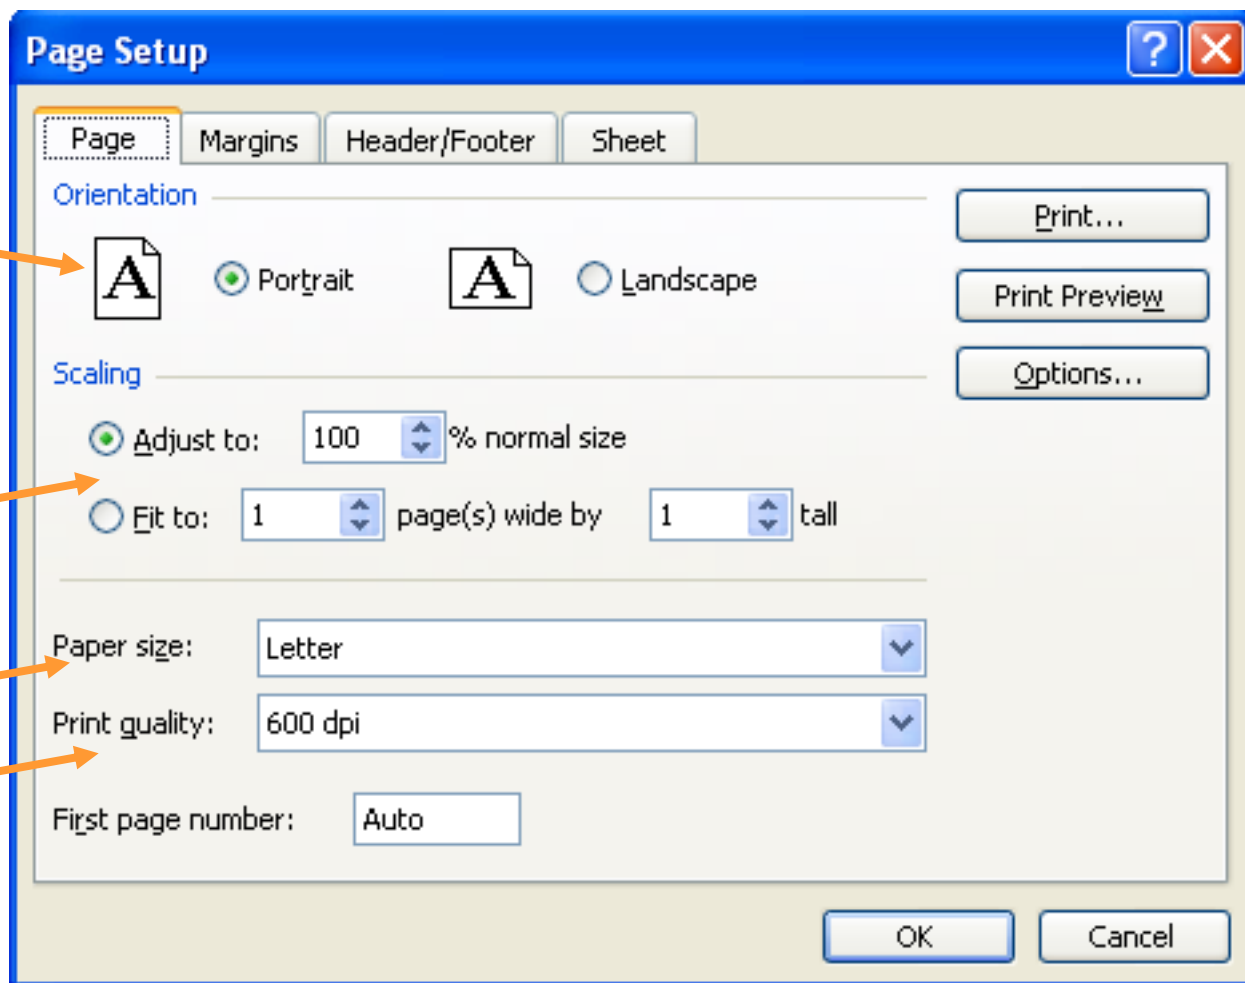 Page Setup
Page Margins Header/Footer Sheet
Orientation
A Portrait A Landscape
Print...
Print Preview
Options...
Scaling
Adjust to: 100 % normal size
Fit to: 1 page(s) wide by 1 tall
Paper size: Letter
Print quality: 600 dpi
First page number: Auto
OK Cancel